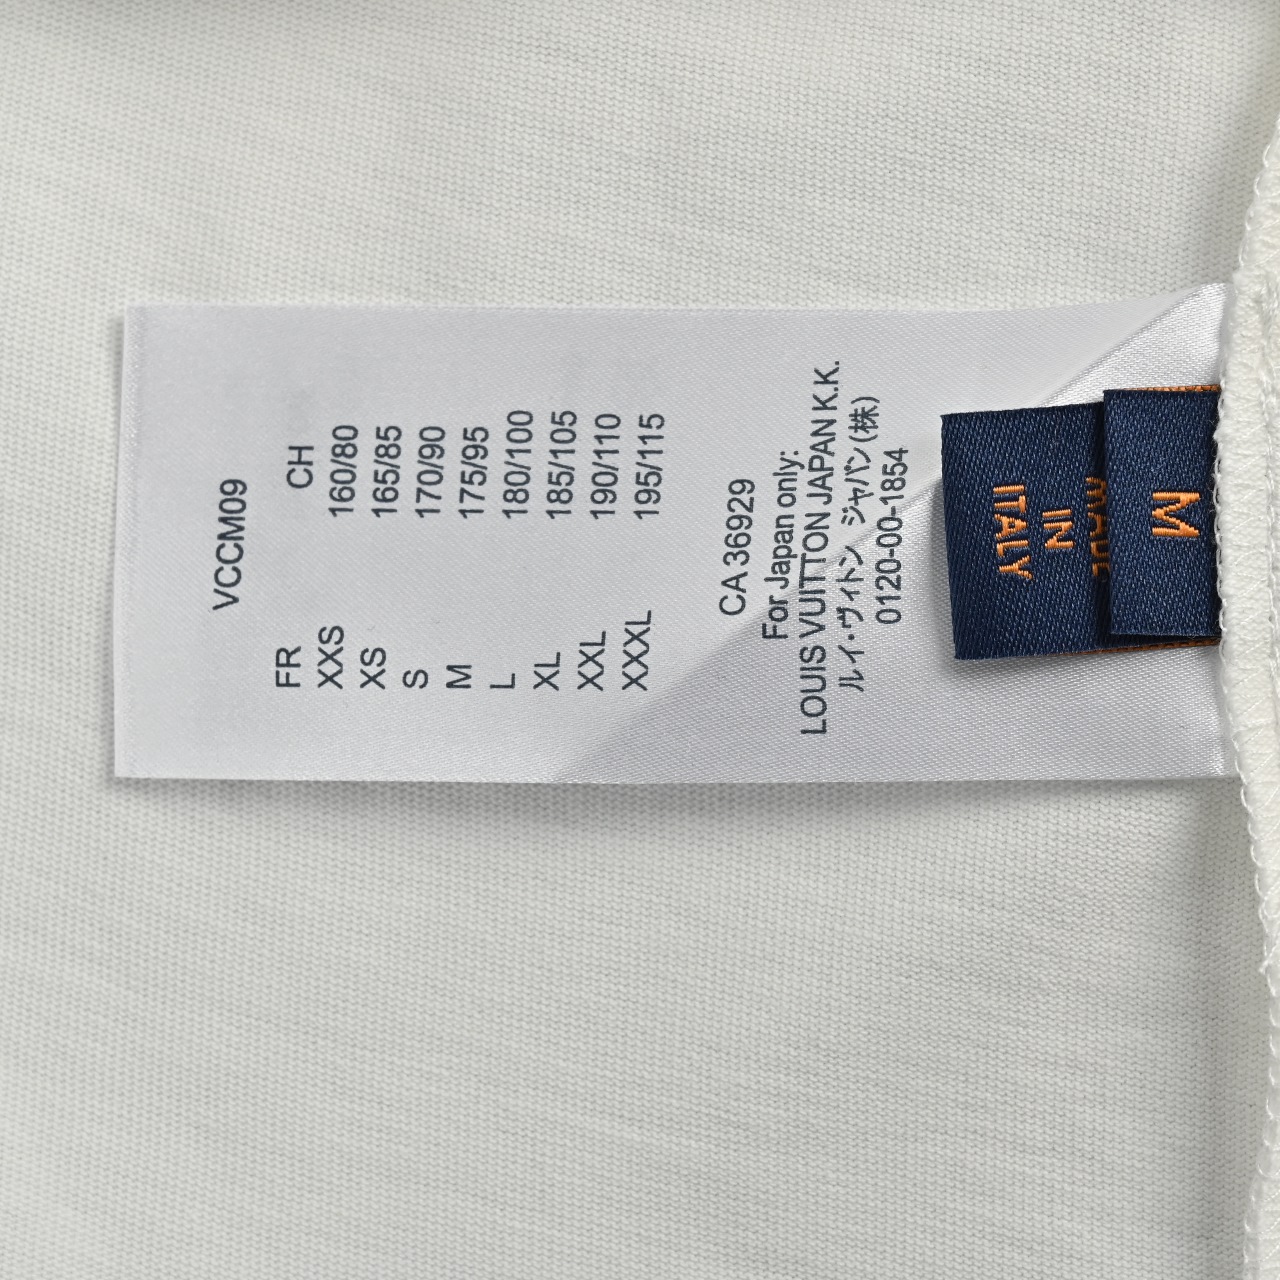 VCCM09
FR CH
XXS 160/80
XS 165/85
S 170/90
M 175/95
L 180/100
XL 185/105
XXL 190/110
XXXL 195/115
CA 36929
For Japan only:
LOUIS VUITTON JAPAN K.K.
ルイ・ヴィトン ジャパン(株)
0120-00-1854
M
MADE
IN
ITALY